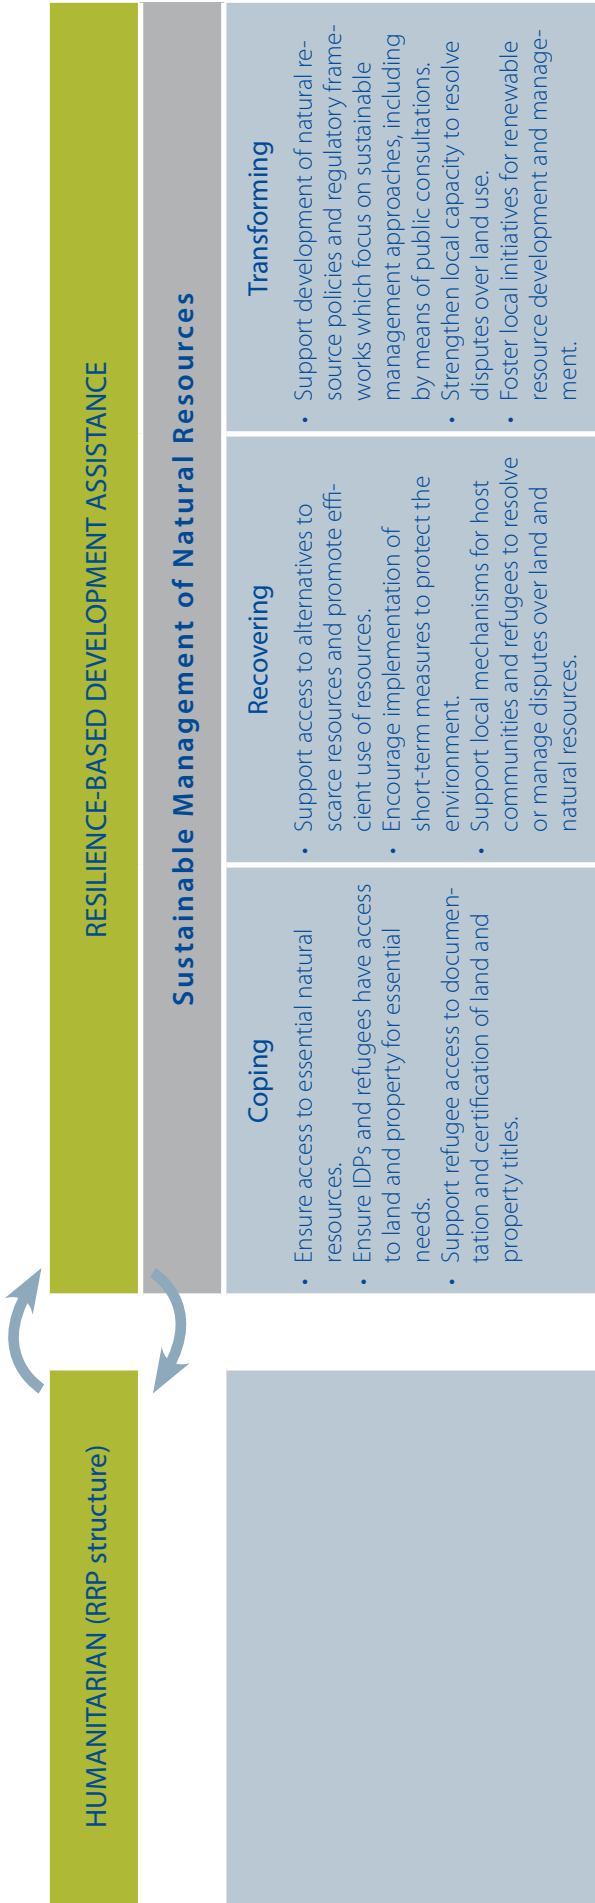 HUMANITARIAN (RRP structure)
RESILIENCE-BASED DEVELOPMENT ASSISTANCE
Sustainable Management of Natural Resources
Coping
• Ensure access to essential natural
resources.
• Ensure IDPs and refugees have access
to land and property for essential
needs.
• Support refugee access to documen-
tation and certification of land and
property titles.
Recovering
• Support access to alternatives to
scarce resources and promote effi-
cient use of resources.
• Encourage implementation of
short-term measures to protect the
environment.
• Support local mechanisms for host
communities and refugees to resolve
or manage disputes over land and
natural resources.
Transforming
• Support development of natural re-
source policies and regulatory frame-
works which focus on sustainable
management approaches, including
by means of public consultations.
• Strengthen local capacity to resolve
disputes over land use.
• Foster local initiatives for renewable
resource development and manage-
ment.